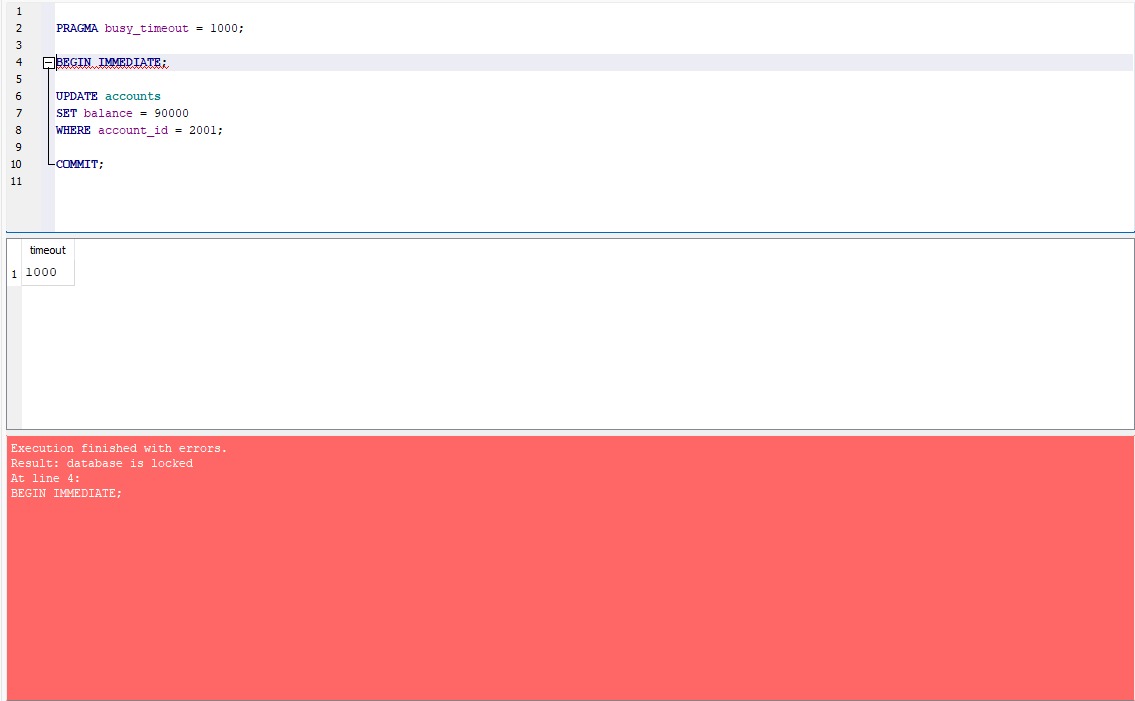 1
2 PRAGMA busy_timeout = 1000;
3
4 BEGIN IMMEDIATE;
5
6 UPDATE accounts
7 SET balance = 90000
8 WHERE account_id = 2001;
9
10 COMMIT;
11
timeout
1 1000
Execution finished with errors.
Result: database is locked
At line 4:
BEGIN IMMEDIATE;